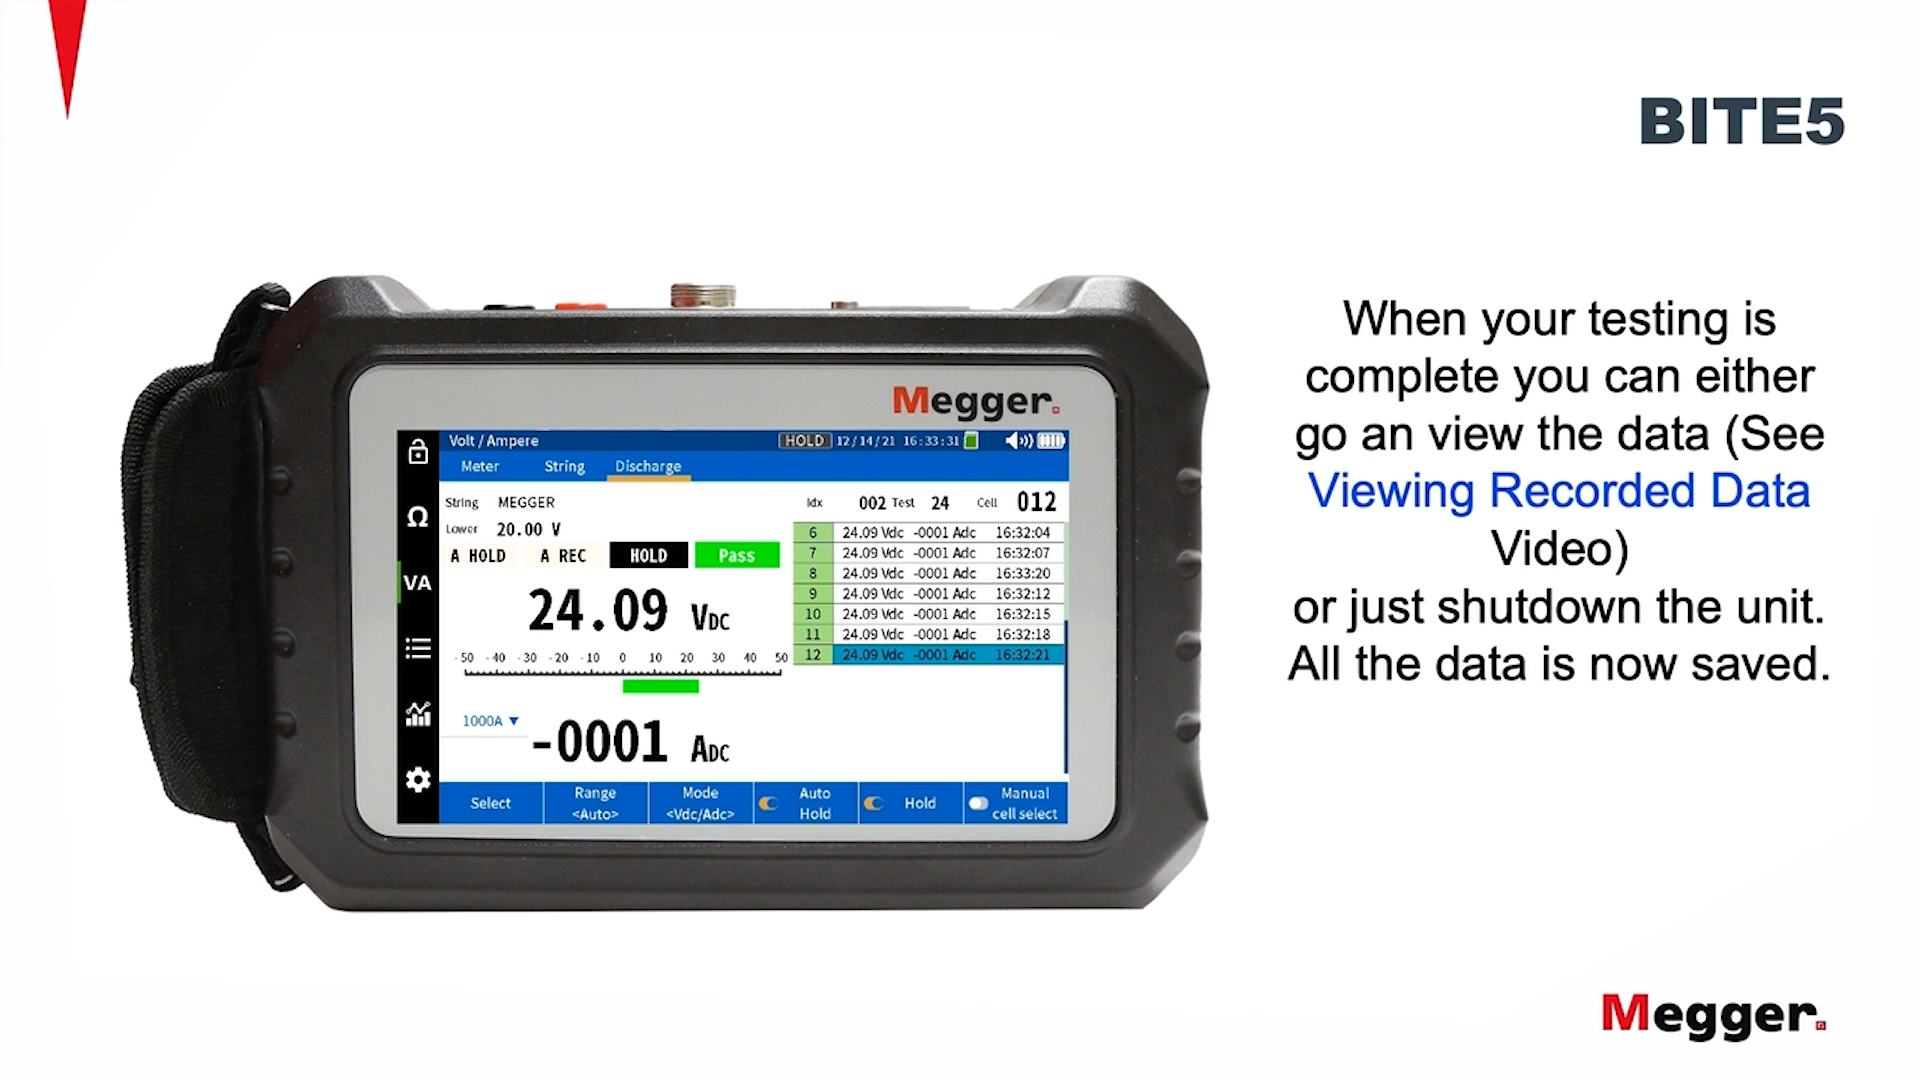 BITE5
Megger.
Volt / Ampere HOLD 12/14/21 16:33:31
Meter String Discharge
String MEGGER Idx 002 Test 24 Cell 012
Lower 20.00 V
A HOLD A REC HOLD Pass
6 24.09 Vdc -0001 Adc 16:32:04
7 24.09 Vdc -0001 Adc 16:32:07
8 24.09 Vdc -0001 Adc 16:33:20
9 24.09 Vdc -0001 Adc 16:32:12
10 24.09 Vdc -0001 Adc 16:32:15
11 24.09 Vdc -0001 Adc 16:32:18
12 24.09 Vdc -0001 Adc 16:32:21
Ω
VA
24.09 VDC
-50 -40 -30 -20 -10 0 10 20 30 40 50
1000A ▼
-0001 ADC
Select
Range
<Auto>
Mode
<Vdc/Adc>
Auto
Hold
Hold
Manual
cell select
When your testing is
complete you can either
go an view the data (See
Viewing Recorded Data
Video)
or just shutdown the unit.
All the data is now saved.
Megger.